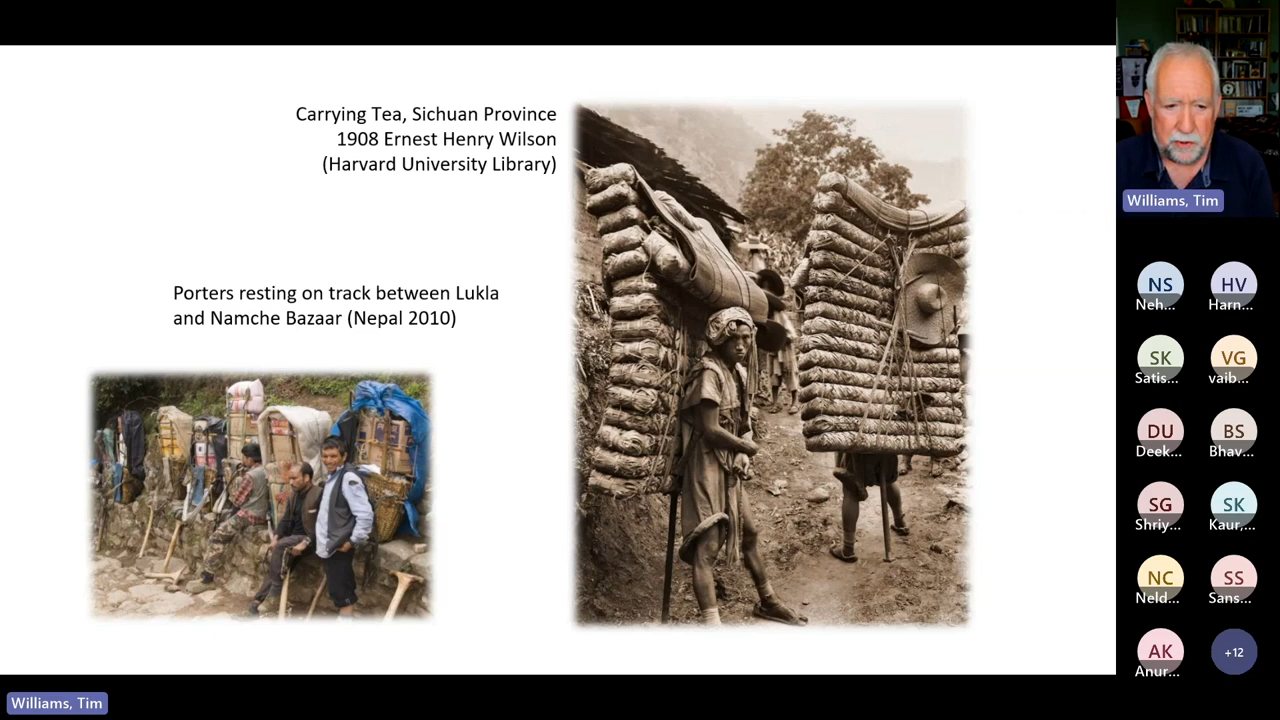 Carrying Tea, Sichuan Province
1908 Ernest Henry Wilson
(Harvard University Library)
Porters resting on track between Lukla
and Namche Bazaar (Nepal 2010)
Williams, Tim
Williams, Tim
NS
Neh...
HV
Harn...
SK
Satis...
VG
vaib...
DU
Deek...
BS
Bhav...
SG
Shriy...
SK
Kaur,...
NC
Neld...
SS
Sans...
AK
Anur...
+12